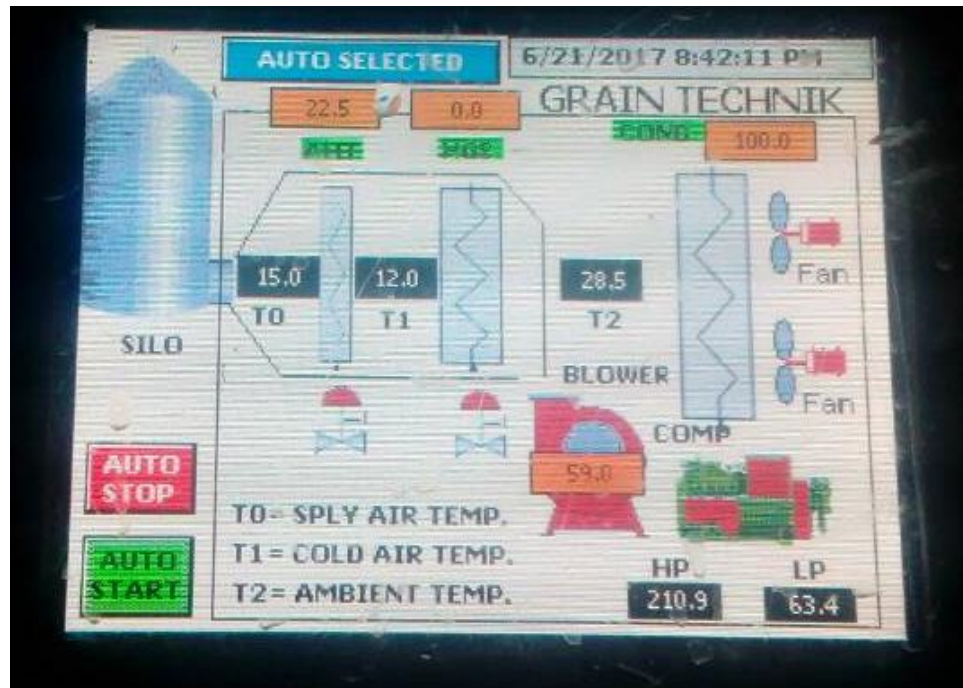 AUTO SELECTED
6/21/2017 8:42:11 PM
GRAIN TECHNIK
22.5
0.0
COND
100.0
HGS
15.0
12.0
28.5
T0
T1
T2
Fan
SILO
BLOWER
Fan
COMP
59.0
AUTO
STOP
T0= SPLY AIR TEMP.
T1= COLD AIR TEMP.
T2= AMBIENT TEMP.
AUTO
START
HP
LP
210.9
63.4